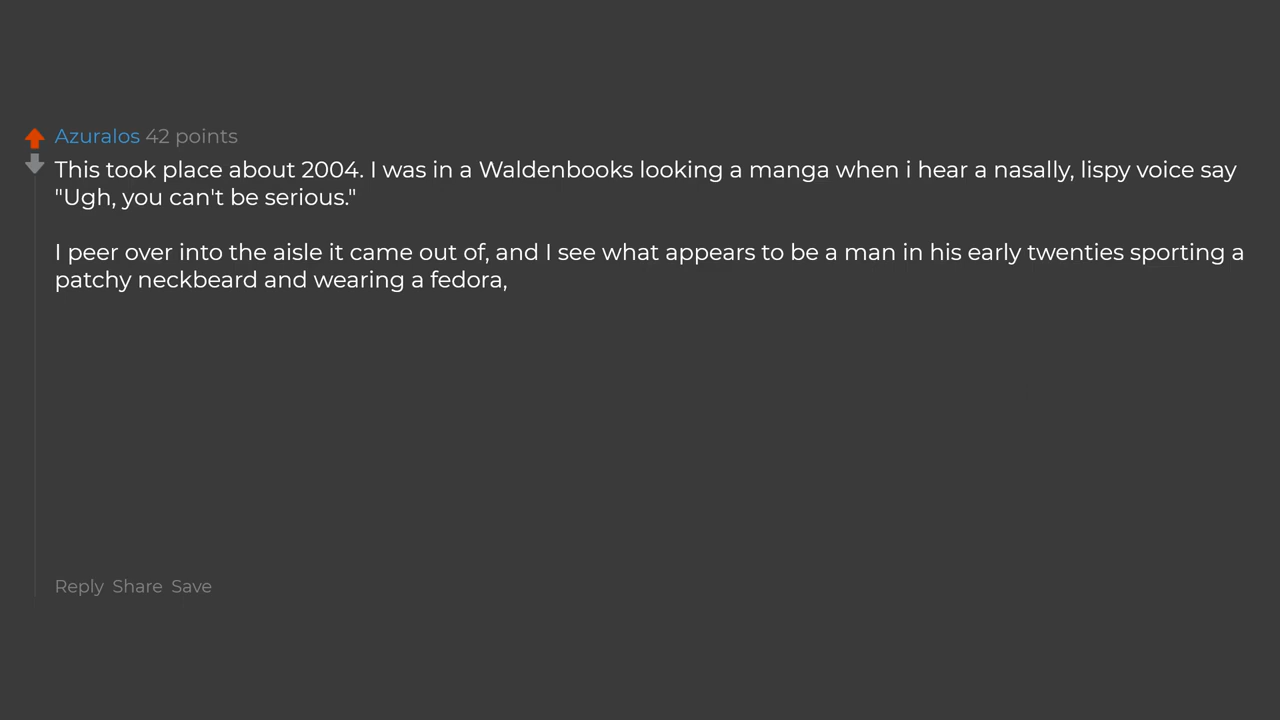 Azuralos 42 points
This took place about 2004. I was in a Waldenbooks looking a manga when i hear a nasally, lispy voice say
"Ugh, you can't be serious."
I peer over into the aisle it came out of, and I see what appears to be a man in his early twenties sporting a
patchy neckbeard and wearing a fedora,
Reply Share Save